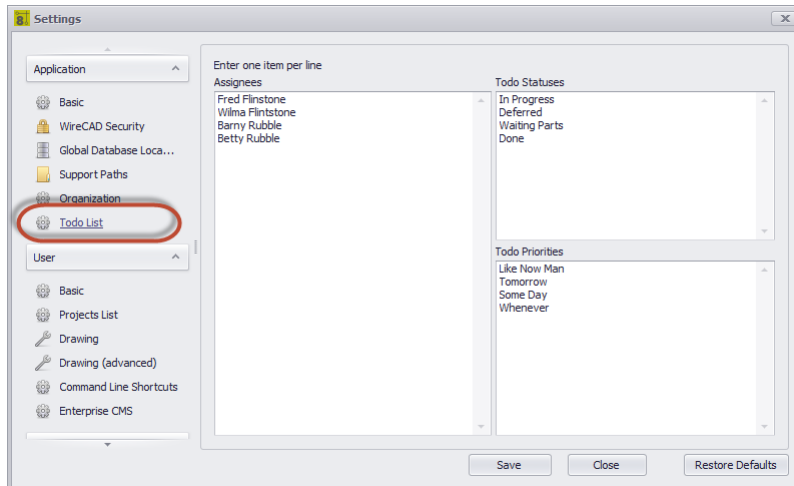 8
Settings
Application
Basic
WireCAD Security
Global Database Loca...
Support Paths
Organization
Todo List
User
Basic
Projects List
Drawing
Drawing (advanced)
Command Line Shortcuts
Enterprise CMS
Enter one item per line
Assignees
Fred Flinstone
Wilma Flintstone
Barny Rubble
Betty Rubble
Todo Statuses
In Progress
Deferred
Waiting Parts
Done
Todo Priorities
Like Now Man
Tomorrow
Some Day
Whenever
Save
Close
Restore Defaults